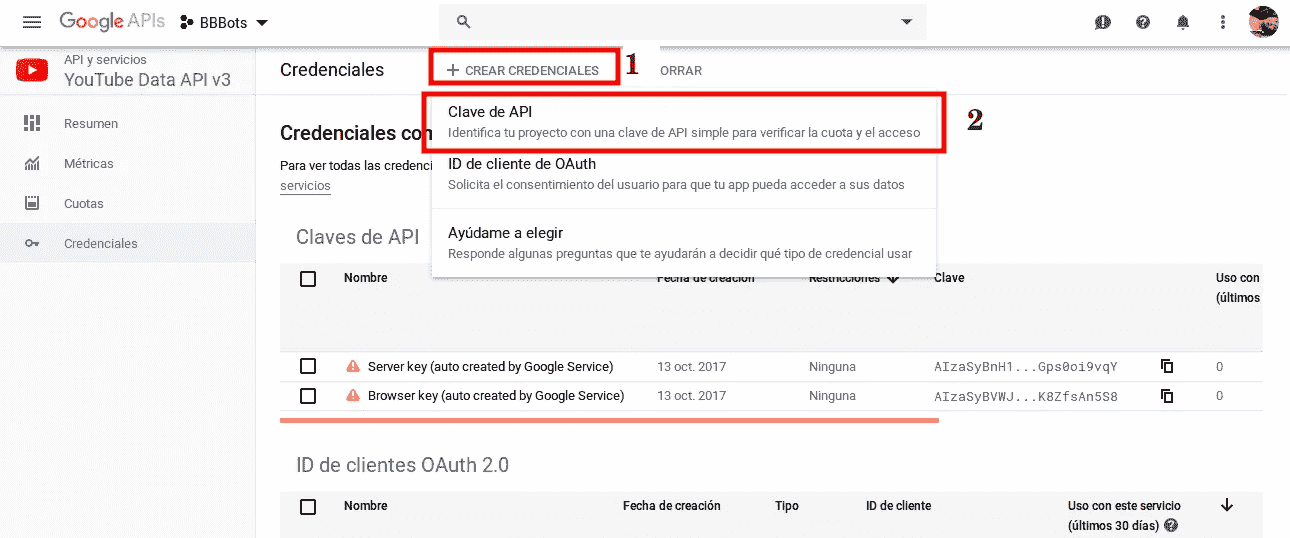 Google APIs
BBBots
API y servicios
YouTube Data API v3
Resumen
Métricas
Cuotas
Credenciales
Credenciales
CREAR CREDENCIALES
1
ORRAR
Clave de API
Identifica tu proyecto con una clave de API simple para verificar la cuota y el acceso
2
ID de cliente de OAuth
Solicita el consentimiento del usuario para que tu app pueda acceder a sus datos
Ayúdame a elegir
Responde algunas preguntas que te ayudarán a decidir qué tipo de credencial usar
Credenciales con
Para ver todas las credenci
servicios
Claves de API
Nombre Fecha de creación Restricciones Clave Uso con
(últimos
Server key (auto created by Google Service) 13 oct. 2017 Ninguna AIzaSyBnH1...Gps0oi9vqY 0
Browser key (auto created by Google Service) 13 oct. 2017 Ninguna AIzaSyBVWJ...K8ZfsAn5S8 0
ID de clientes OAuth 2.0
Nombre Fecha de creación Tipo ID de cliente Uso con este servicio
(últimos 30 días)